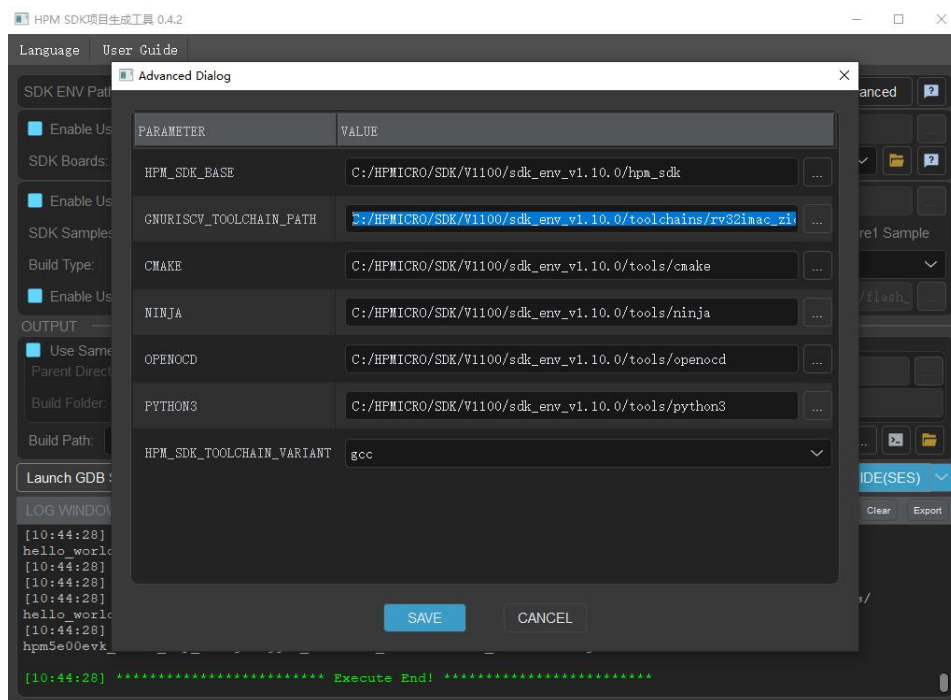 HPM SDK项目生成工具 0.4.2
Language User Guide
Advanced Dialog
SDK ENV Pat
anced
Enable Us
PARAMETER VALUE
SDK Boards:
HPM_SDK_BASE C:/HPMICRO/SDK/V1100/sdk_env_v1.10.0/hpm_sdk ...
Enable Us
GNURISCV_TOOLCHAIN_PATH C:/HPMICRO/SDK/V1100/sdk_env_v1.10.0/toolchains/rv32imac_zic ...
SDK Samples
re1 Sample
Build Type:
CMAKE C:/HPMICRO/SDK/V1100/sdk_env_v1.10.0/tools/cmake ...
Enable Us
/flash_
NINJA C:/HPMICRO/SDK/V1100/sdk_env_v1.10.0/tools/ninja ...
OUTPUT
Use Same
OPENOCD C:/HPMICRO/SDK/V1100/sdk_env_v1.10.0/tools/openocd ...
Parent Direct
Build Folder:
PYTHON3 C:/HPMICRO/SDK/V1100/sdk_env_v1.10.0/tools/python3 ...
Build Path:
HPM_SDK_TOOLCHAIN_VARIANT gcc
Launch GDB
IDE(SES)
LOG WINDOW
Clear Export
[10:44:28]
hello_world
[10:44:28]
[10:44:28]
[10:44:28]
s/
hello_world
SAVE CANCEL
[10:44:28]
hpm5e00evk_
[10:44:28] ************************* Execute End! *************************